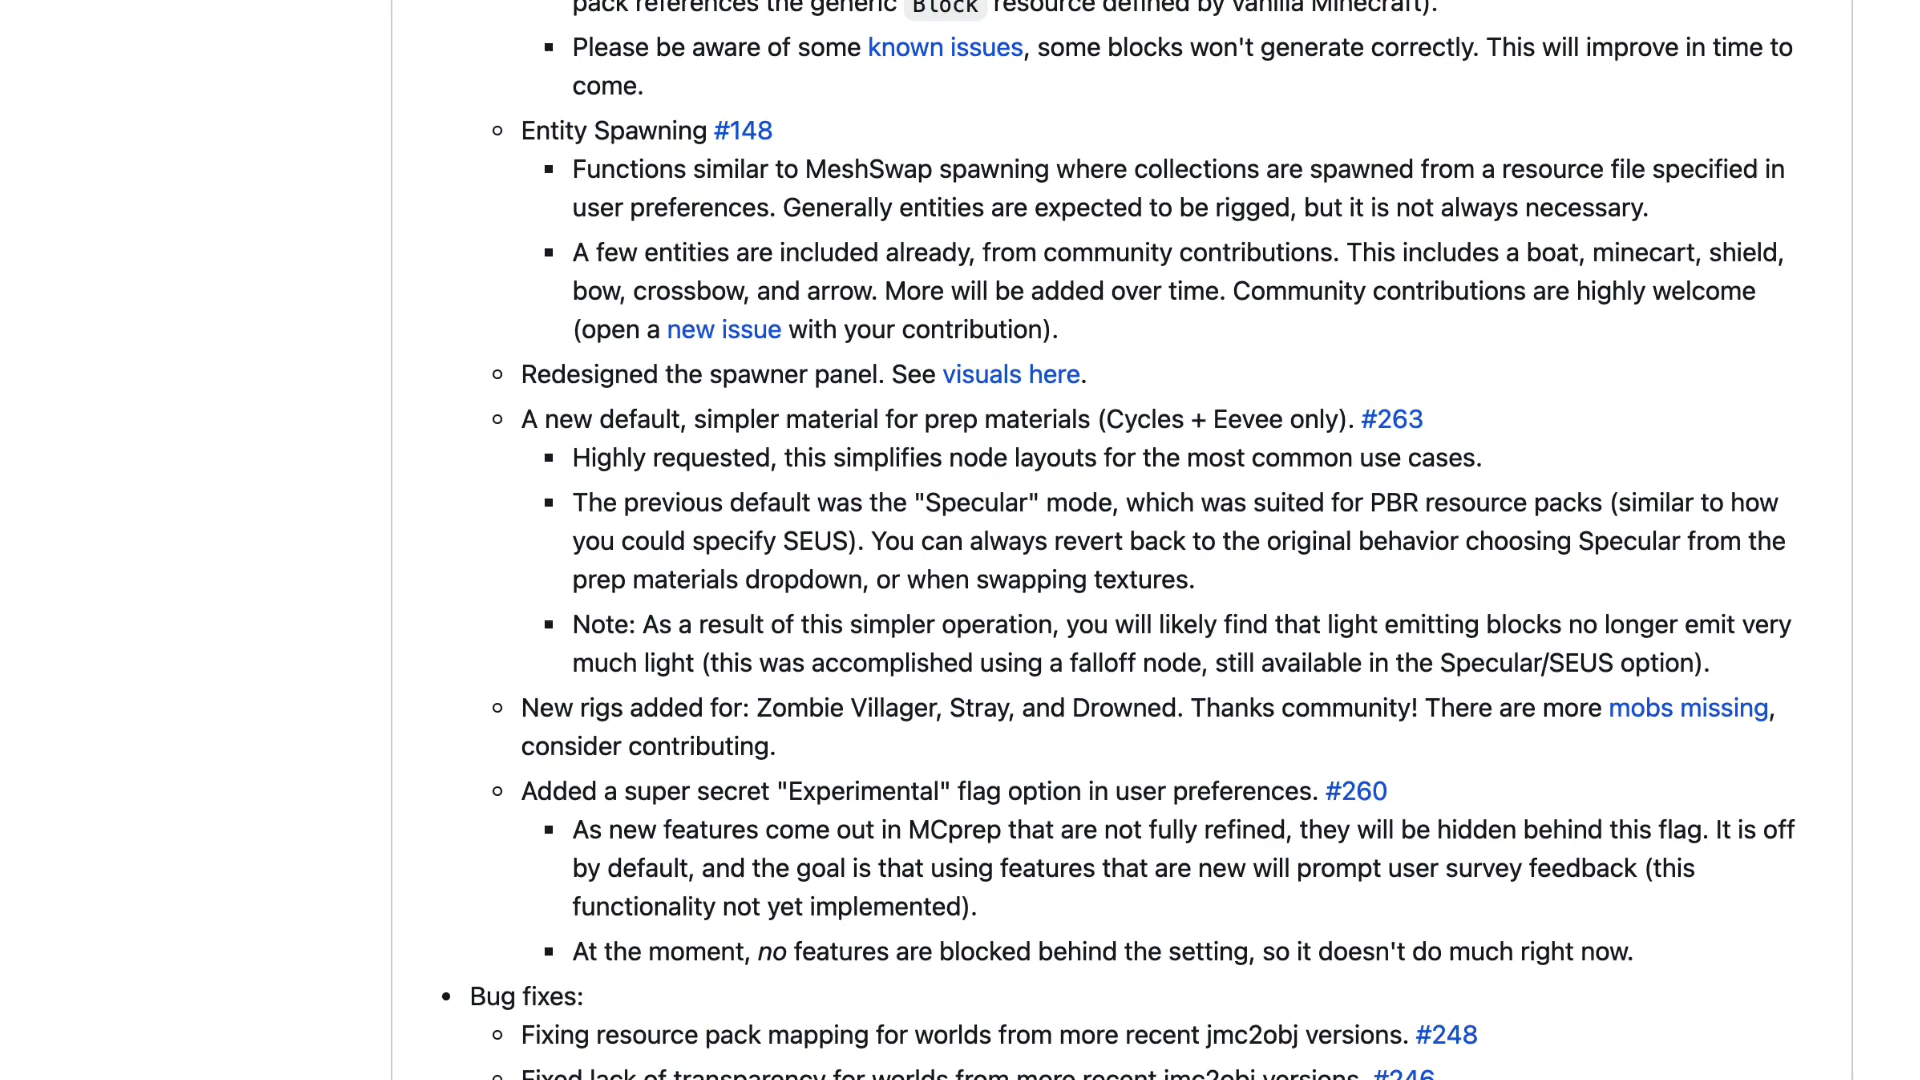 pack references the generic Block resource defined by vanilla Minecraft).
Please be aware of some known issues, some blocks won't generate correctly. This will improve in time to
come.
Entity Spawning #148
Functions similar to MeshSwap spawning where collections are spawned from a resource file specified in
user preferences. Generally entities are expected to be rigged, but it is not always necessary.
A few entities are included already, from community contributions. This includes a boat, minecart, shield,
bow, crossbow, and arrow. More will be added over time. Community contributions are highly welcome
(open a new issue with your contribution).
Redesigned the spawner panel. See visuals here.
A new default, simpler material for prep materials (Cycles + Eevee only). #263
Highly requested, this simplifies node layouts for the most common use cases.
The previous default was the "Specular" mode, which was suited for PBR resource packs (similar to how
you could specify SEUS). You can always revert back to the original behavior choosing Specular from the
prep materials dropdown, or when swapping textures.
Note: As a result of this simpler operation, you will likely find that light emitting blocks no longer emit very
much light (this was accomplished using a falloff node, still available in the Specular/SEUS option).
New rigs added for: Zombie Villager, Stray, and Drowned. Thanks community! There are more mobs missing,
consider contributing.
Added a super secret "Experimental" flag option in user preferences. #260
As new features come out in MCprep that are not fully refined, they will be hidden behind this flag. It is off
by default, and the goal is that using features that are new will prompt user survey feedback (this
functionality not yet implemented).
At the moment, no features are blocked behind the setting, so it doesn't do much right now.
Bug fixes:
Fixing resource pack mapping for worlds from more recent jmc2obj versions. #248
Fixed lack of transparency for worlds from more recent jmc2obj versions. #246